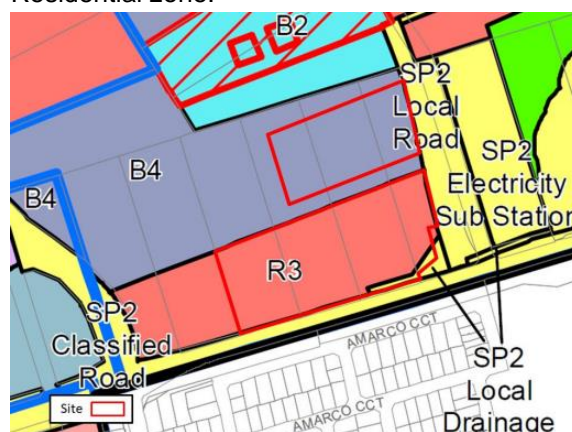 Residential zone.
B2
SP2
Local
Road
SP2
Electricity
Sub Station
B4
B4
R3
SP2
Classified
Road
AMARCO CCT
AMARCO CCT
SP2
Local
Drainage
Site